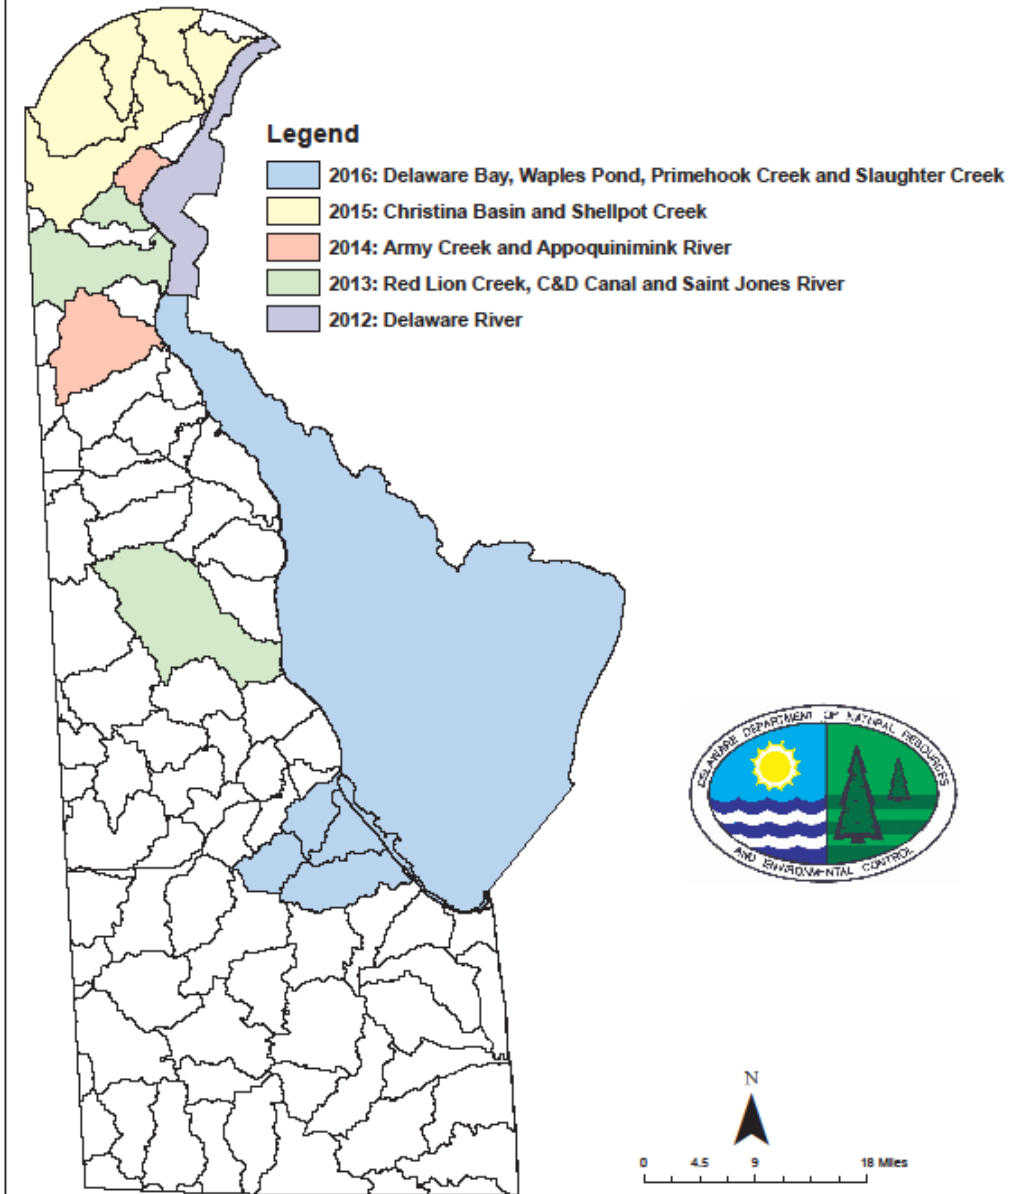 Legend
2016: Delaware Bay, Waples Pond, Primehook Creek and Slaughter Creek
2015: Christina Basin and Shellpot Creek
2014: Army Creek and Appoquinimink River
2013: Red Lion Creek, C&D Canal and Saint Jones River
2012: Delaware River
DELAWARE DEPARTMENT OF NATURAL RESOURCES
AND ENVIRONMENTAL CONTROL
N
0 4.5 9 18 Miles